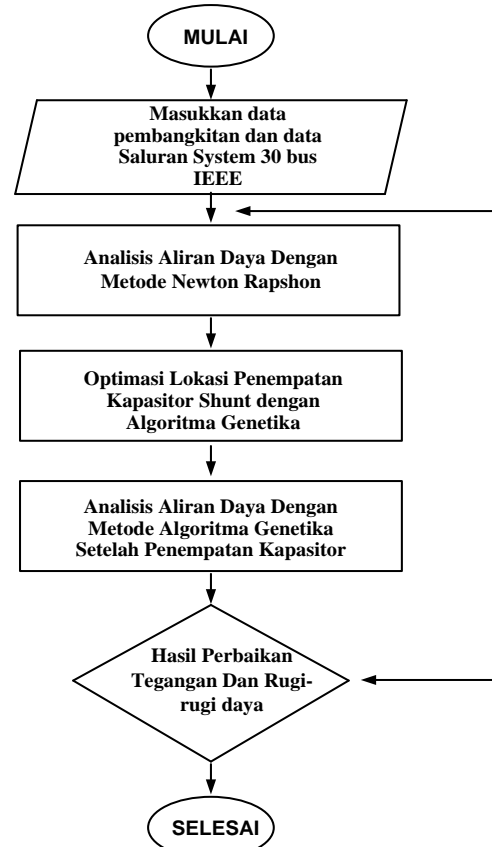 MULAI
Masukkan data
pembangkitan dan data
Saluran System 30 bus
IEEE
Analisis Aliran Daya Dengan
Metode Newton Rapshon
Optimasi Lokasi Penempatan
Kapasitor Shunt dengan
Algoritma Genetika
Analisis Aliran Daya Dengan
Metode Algoritma Genetika
Setelah Penempatan Kapasitor
Hasil Perbaikan
Tegangan Dan Rugi-
rugi daya
SELESAI